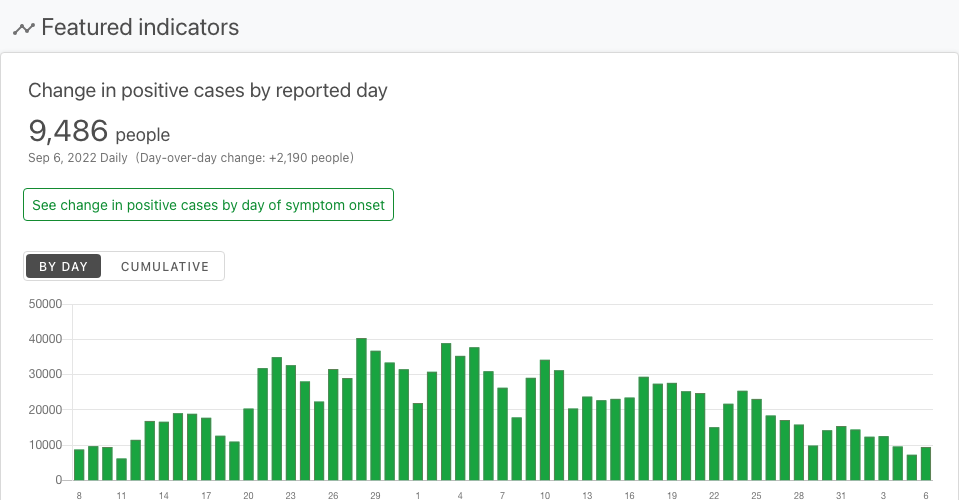 Featured indicators
Change in positive cases by reported day
9,486 people
Sep 6, 2022 Daily (Day-over-day change: +2,190 people)
See change in positive cases by day of symptom onset
BY DAY CUMULATIVE
50000
40000
30000
20000
10000
0
8 11 14 17 20 23 26 29 1 4 7 10 13 16 19 22 25 28 31 3 6